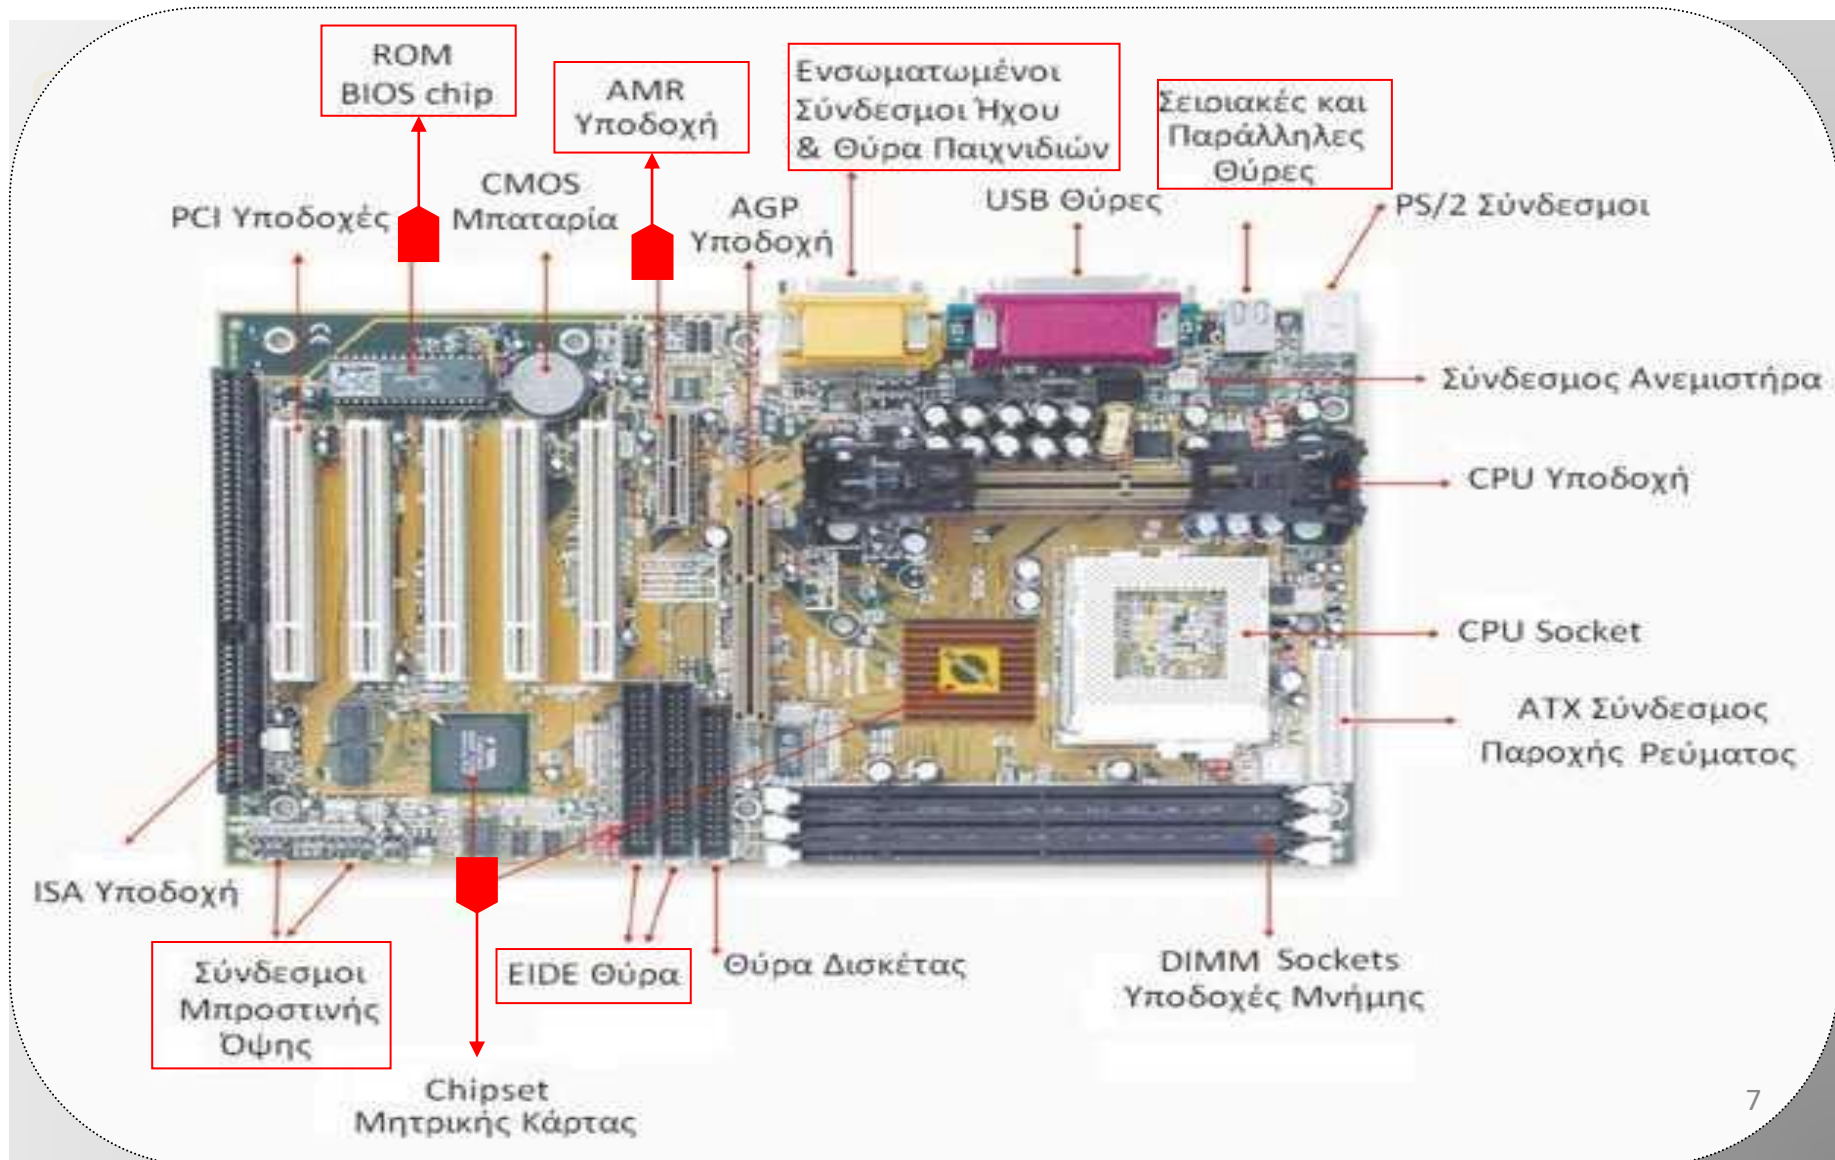 ROM
BIOS chip
AMR
Υποδοχή
Ενσωματωμένοι
Σύνδεσμοι Ήχου
& Θύρα Παιχνιδιών
Σειριακές και
Παράλληλες
Θύρες
PCI Υποδοχές
CMOS
Μπαταρία
AGP
Υποδοχή
USB Θύρες
PS/2 Σύνδεσμοι
Σύνδεσμος Ανεμιστήρα
CPU Υποδοχή
CPU Socket
ATX Σύνδεσμος
Παροχής Ρεύματος
ISA Υποδοχή
Σύνδεσμοι
Μπροστινής
Όψης
EIDE Θύρα
Θύρα Δισκέτας
DIMM Sockets
Υποδοχές Μνήμης
Chipset
Μητρικής Κάρτας
7